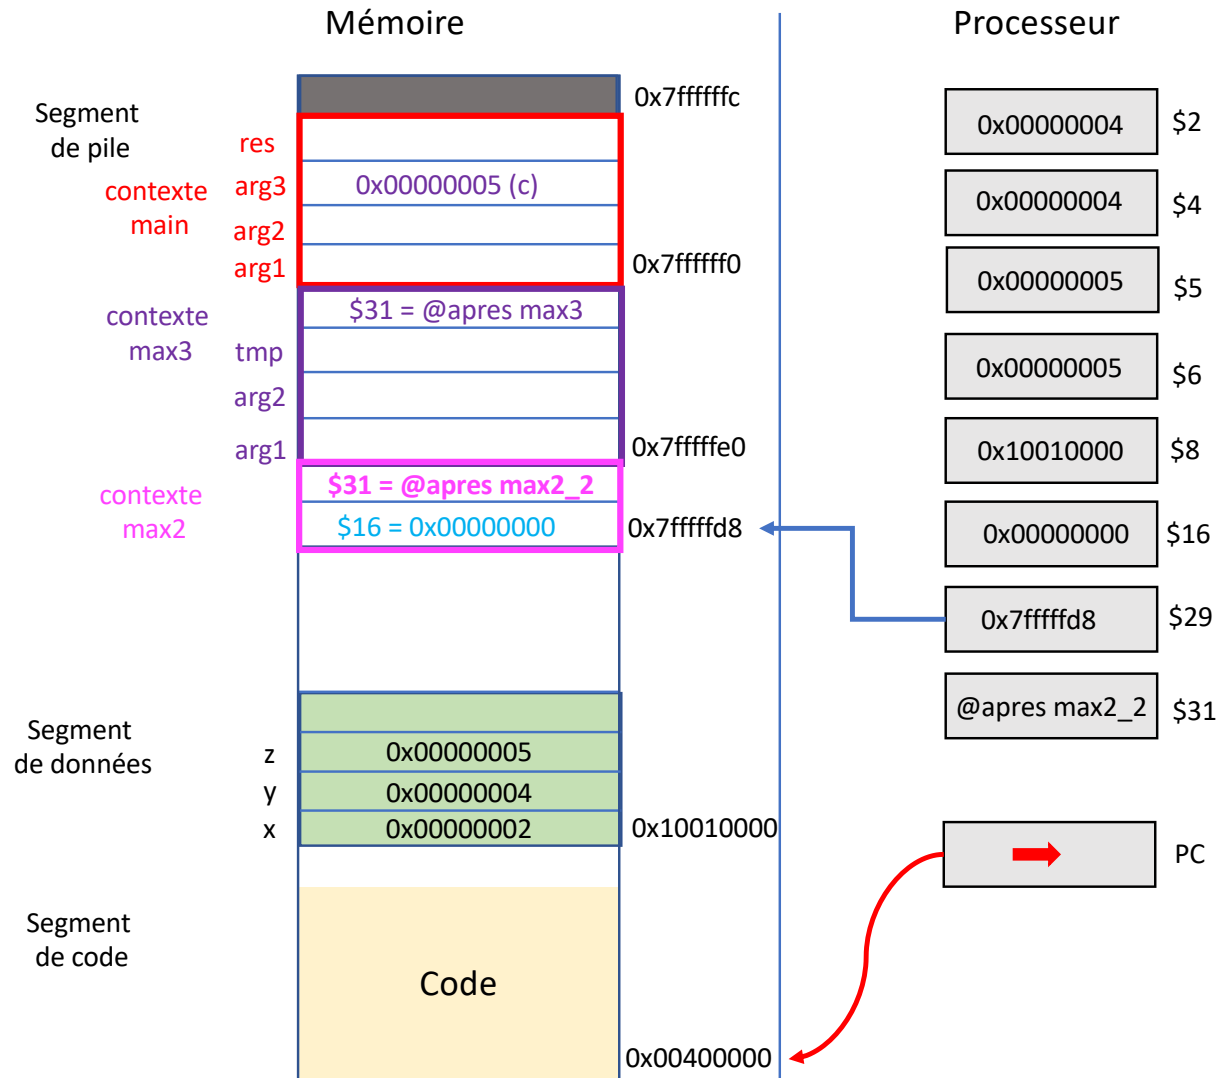 Mémoire
Processeur
Segment
de pile
0x7ffffffc
res
contexte
main
arg3
0x00000005 (c)
arg2
arg1
0x7ffffff0
contexte
max3
$31 = @apres max3
tmp
arg2
arg1
0x7fffffe0
contexte
max2
$31 = @apres max2_2
$16 = 0x00000000
0x7fffffd8
Segment
de données
z
0x00000005
y
0x00000004
x
0x00000002
0x10010000
Segment
de code
Code
0x00400000
0x00000004
$2
0x00000004
$4
0x00000005
$5
0x00000005
$6
0x10010000
$8
0x00000000
$16
0x7fffffd8
$29
@apres max2_2
$31
PC